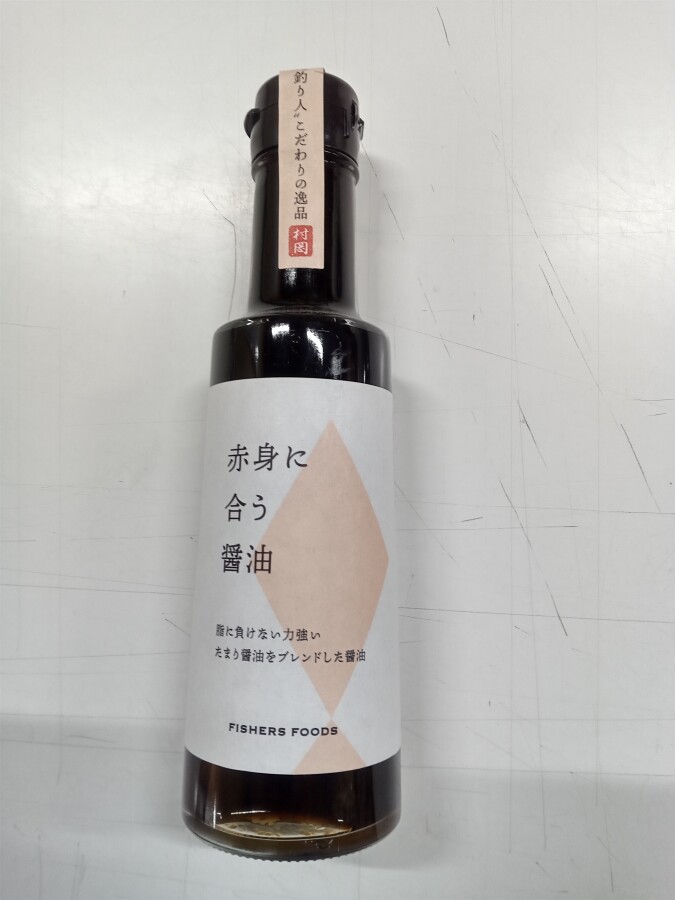 釣り人“こだわりの逸品
村岡
赤身に
合う
醤油
脂に負けない力強い
たまり醤油をブレンドした醤油
FISHERS FOODS